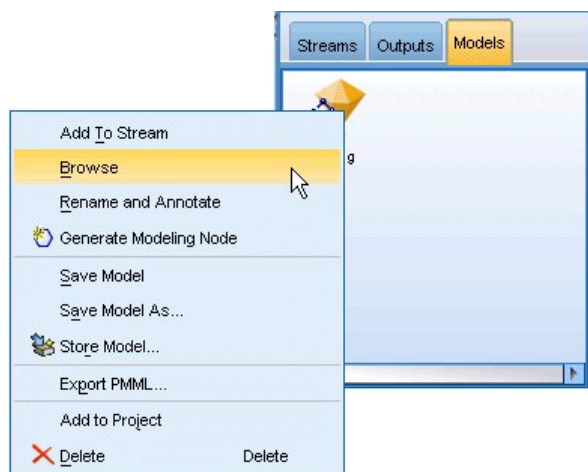 Streams Outputs Models
g
Add To Stream
Browse
Rename and Annotate
Generate Modeling Node
Save Model
Save Model As...
Store Model...
Export PMML...
Add to Project
Delete Delete